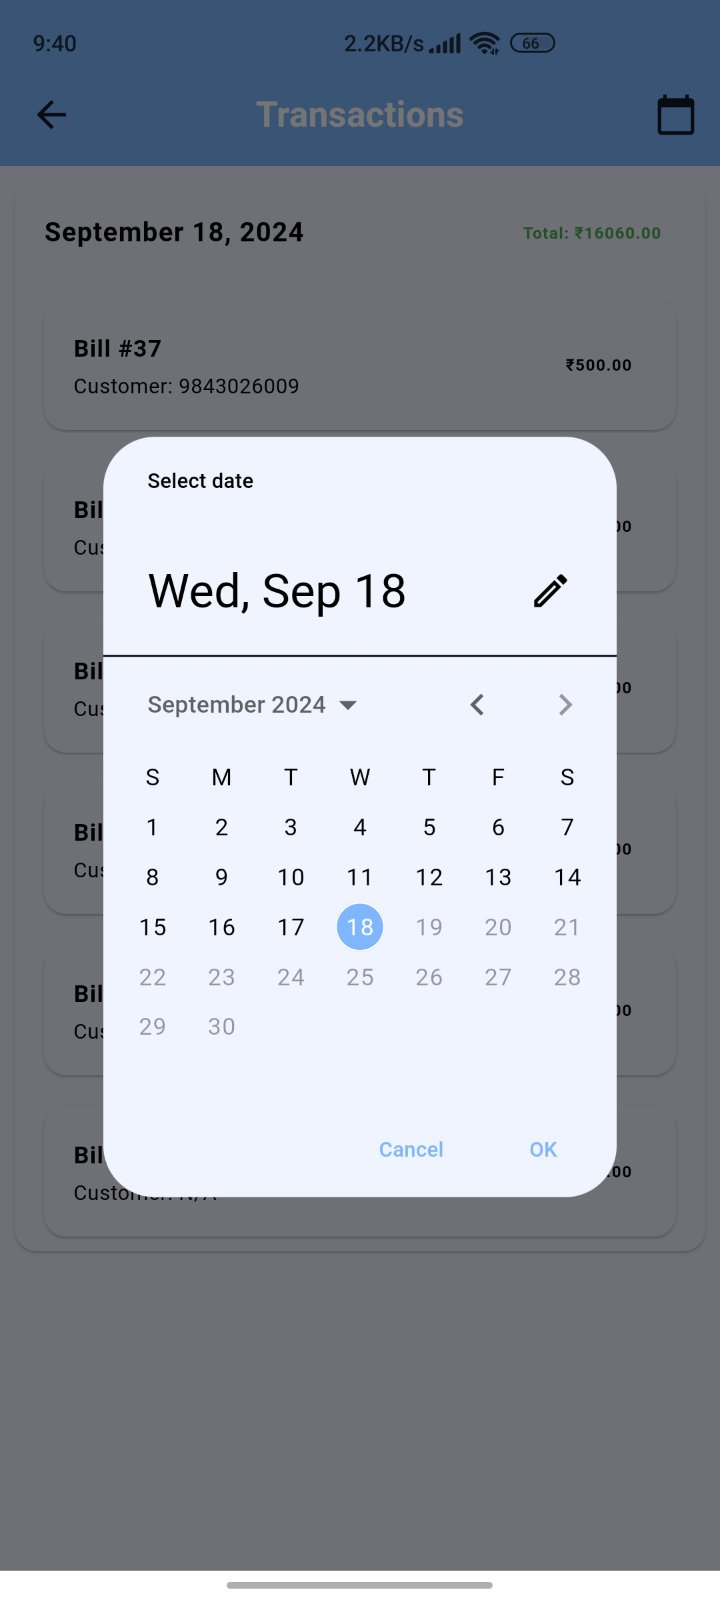 9:40 2.2KB/s 66
Transactions
September 18, 2024 Total: ₹16060.00
Bill #37
Customer: 9843026009 ₹500.00
Select date
Wed, Sep 18
September 2024
S M T W T F S
1 2 3 4 5 6 7
8 9 10 11 12 13 14
15 16 17 18 19 20 21
22 23 24 25 26 27 28
29 30
Cancel OK